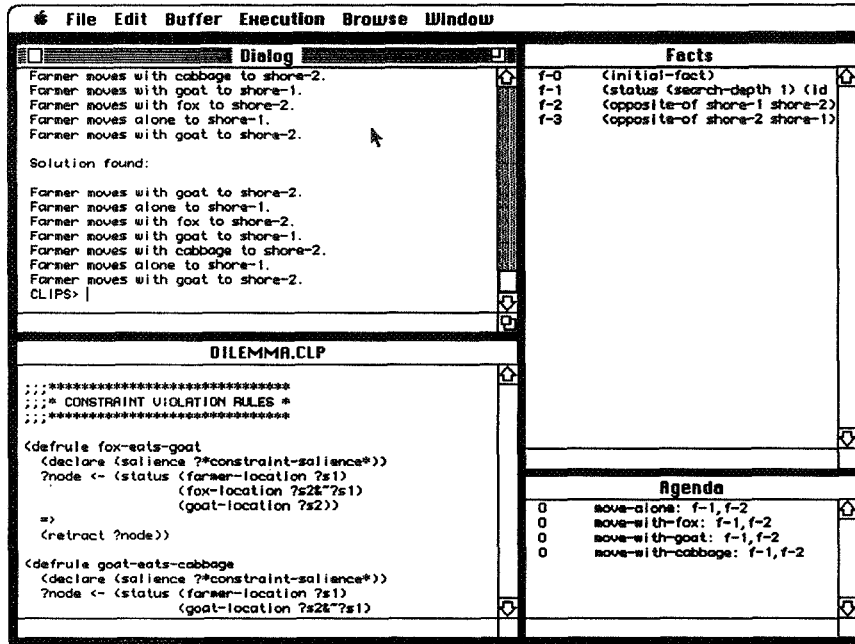 File Edit Buffer Execution Browse Window
Dialog
Farmer moves with cabbage to shore-2.
Farmer moves with goat to shore-1.
Farmer moves with fox to shore-2.
Farmer moves alone to shore-1.
Farmer moves with goat to shore-2.
Solution found:
Farmer moves with goat to shore-2.
Farmer moves alone to shore-1.
Farmer moves with fox to shore-2.
Farmer moves with goat to shore-1.
Farmer moves with cabbage to shore-2.
Farmer moves alone to shore-1.
Farmer moves with goat to shore-2.
CLIPS>
DILEMMA.CLP
;;;******************************
;;;* CONSTRAINT VIOLATION RULES *
;;;******************************
(defrule fox-eats-goat
(declare (salience ?*constraint-salience*))
?node <- (status (farmer-location ?s1)
(fox-location ?s2&~?s1)
(goat-location ?s2))
=>
(retract ?node))
(defrule goat-eats-cabbage
(declare (salience ?*constraint-salience*))
?node <- (status (farmer-location ?s1)
(goat-location ?s2&~?s1)
Facts
f-0 (initial-fact)
f-1 (status (search-depth 1) (id
f-2 (opposite-of shore-1 shore-2)
f-3 (opposite-of shore-2 shore-1)
Agenda
0 move-alone: f-1,f-2
0 move-with-fox: f-1,f-2
0 move-with-goat: f-1,f-2
0 move-with-cabbage: f-1,f-2